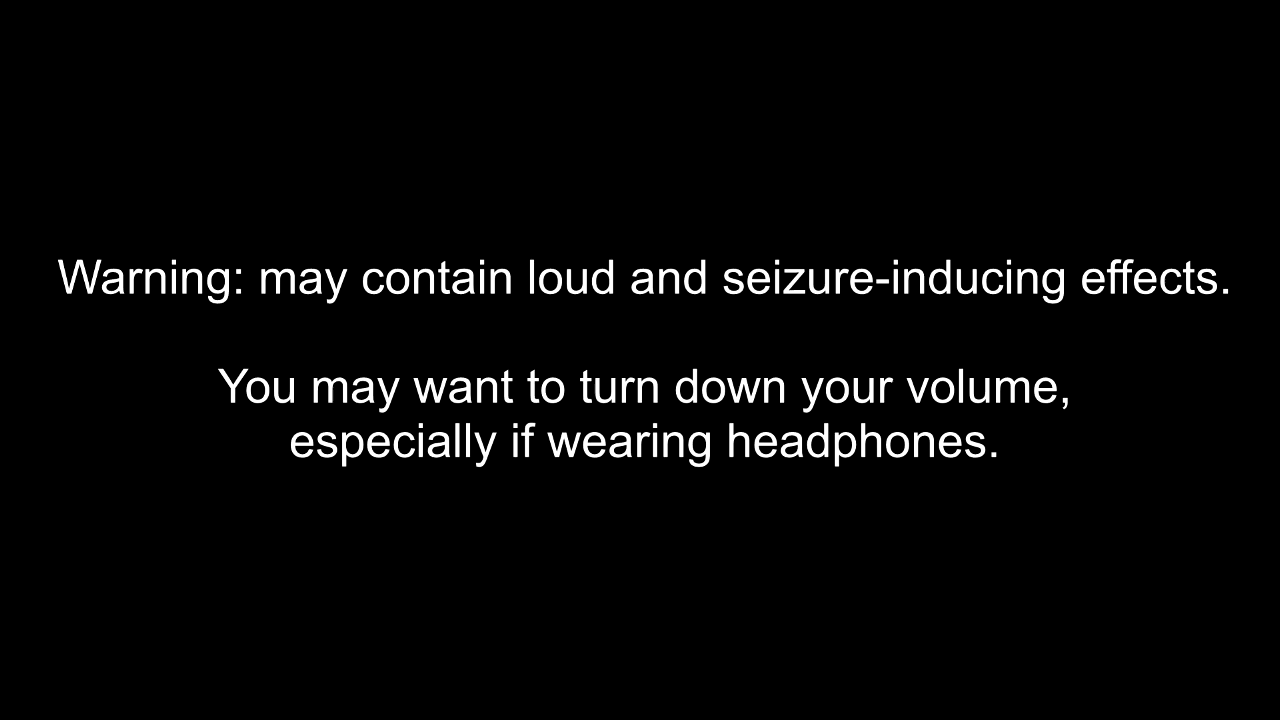 Warning: may contain loud and seizure-inducing effects.
You may want to turn down your volume,
especially if wearing headphones.